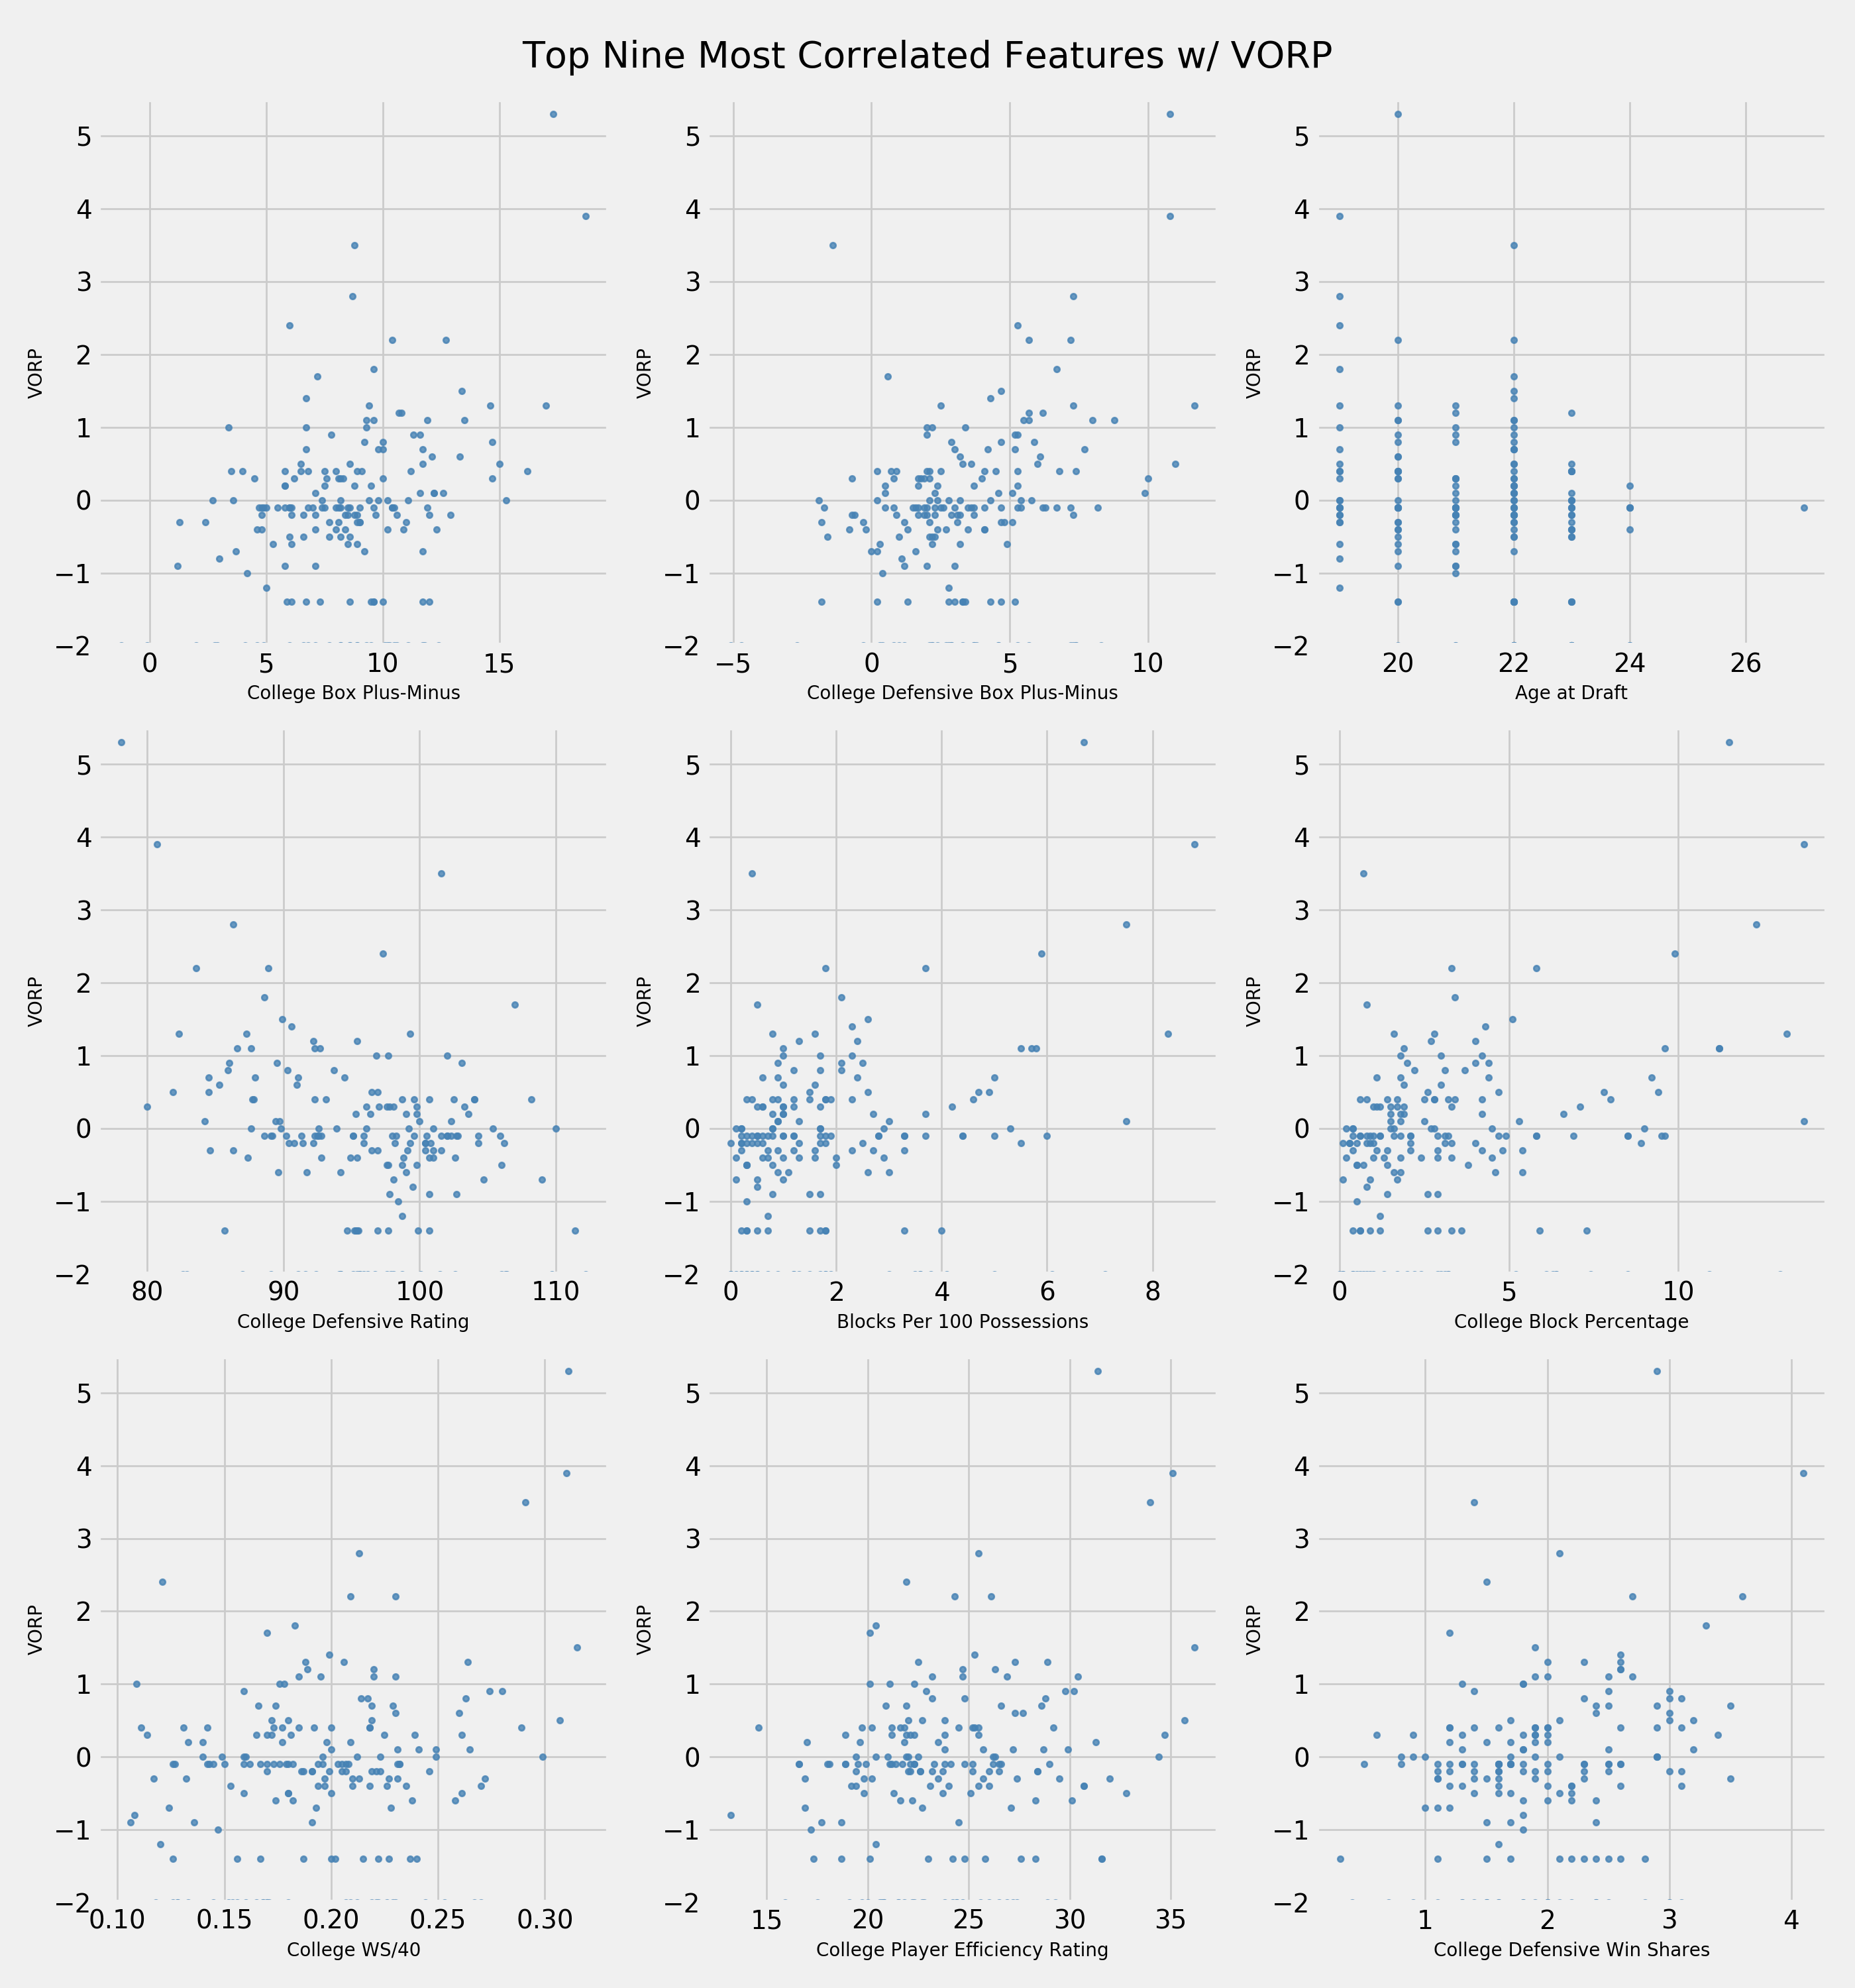 Top Nine Most Correlated Features w/ VORP
5
4
3
2
1
0
−1
−2
VORP
0 5 10 15
College Box Plus-Minus
5
4
3
2
1
0
−1
−2
VORP
−5 0 5 10
College Defensive Box Plus-Minus
5
4
3
2
1
0
−1
−2
VORP
20 22 24 26
Age at Draft
5
4
3
2
1
0
−1
−2
VORP
80 90 100 110
College Defensive Rating
5
4
3
2
1
0
−1
−2
VORP
0 2 4 6 8
Blocks Per 100 Possessions
5
4
3
2
1
0
−1
−2
VORP
0 5 10
College Block Percentage
5
4
3
2
1
0
−1
−2
VORP
0.10 0.15 0.20 0.25 0.30
College WS/40
5
4
3
2
1
0
−1
−2
VORP
15 20 25 30 35
College Player Efficiency Rating
5
4
3
2
1
0
−1
−2
VORP
1 2 3 4
College Defensive Win Shares